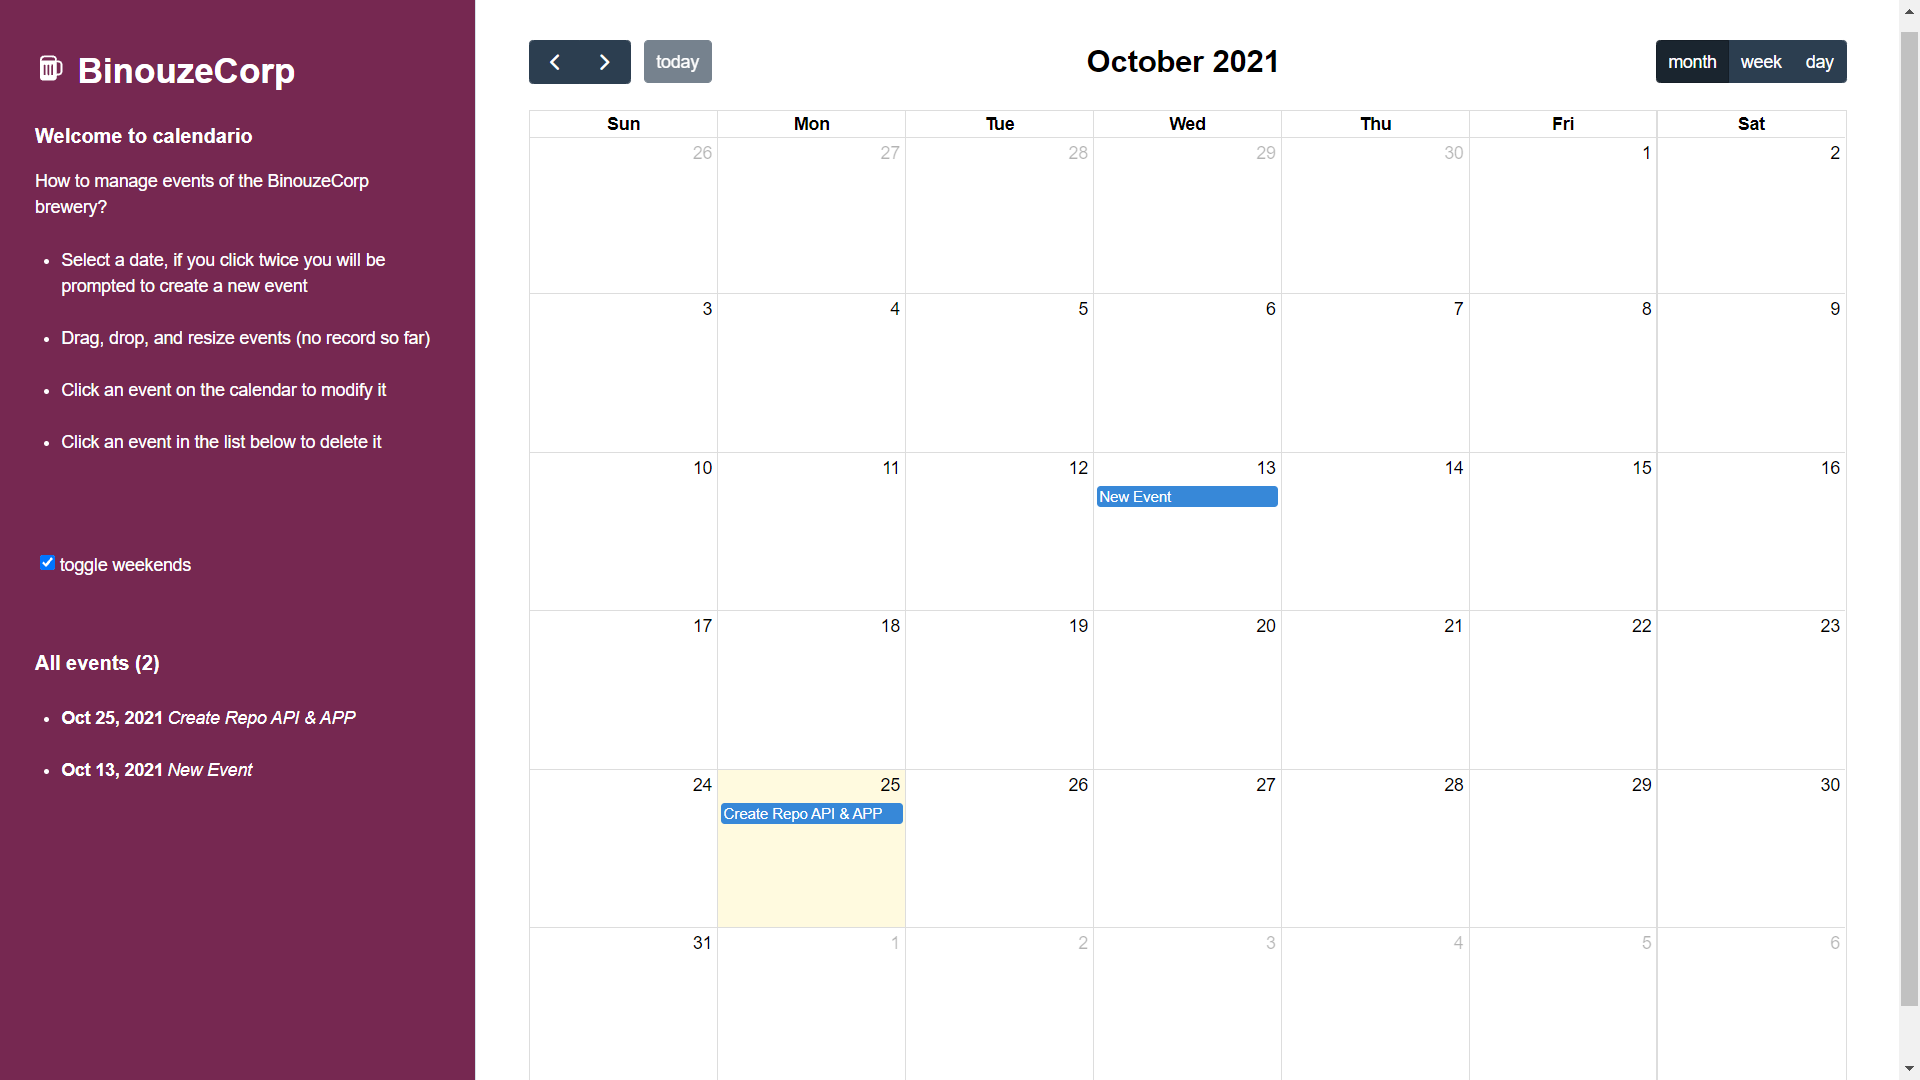 BinouzeCorp
Welcome to calendario
How to manage events of the BinouzeCorp
brewery?
Select a date, if you click twice you will be
prompted to create a new event
Drag, drop, and resize events (no record so far)
Click an event on the calendar to modify it
Click an event in the list below to delete it
toggle weekends
All events (2)
Oct 25, 2021 Create Repo API & APP
Oct 13, 2021 New Event
today
October 2021
month week day
Sun Mon Tue Wed Thu Fri Sat
26 27 28 29 30 1 2
3 4 5 6 7 8 9
10 11 12 13 14 15 16
New Event
17 18 19 20 21 22 23
24 25 26 27 28 29 30
Create Repo API & APP
31 1 2 3 4 5 6